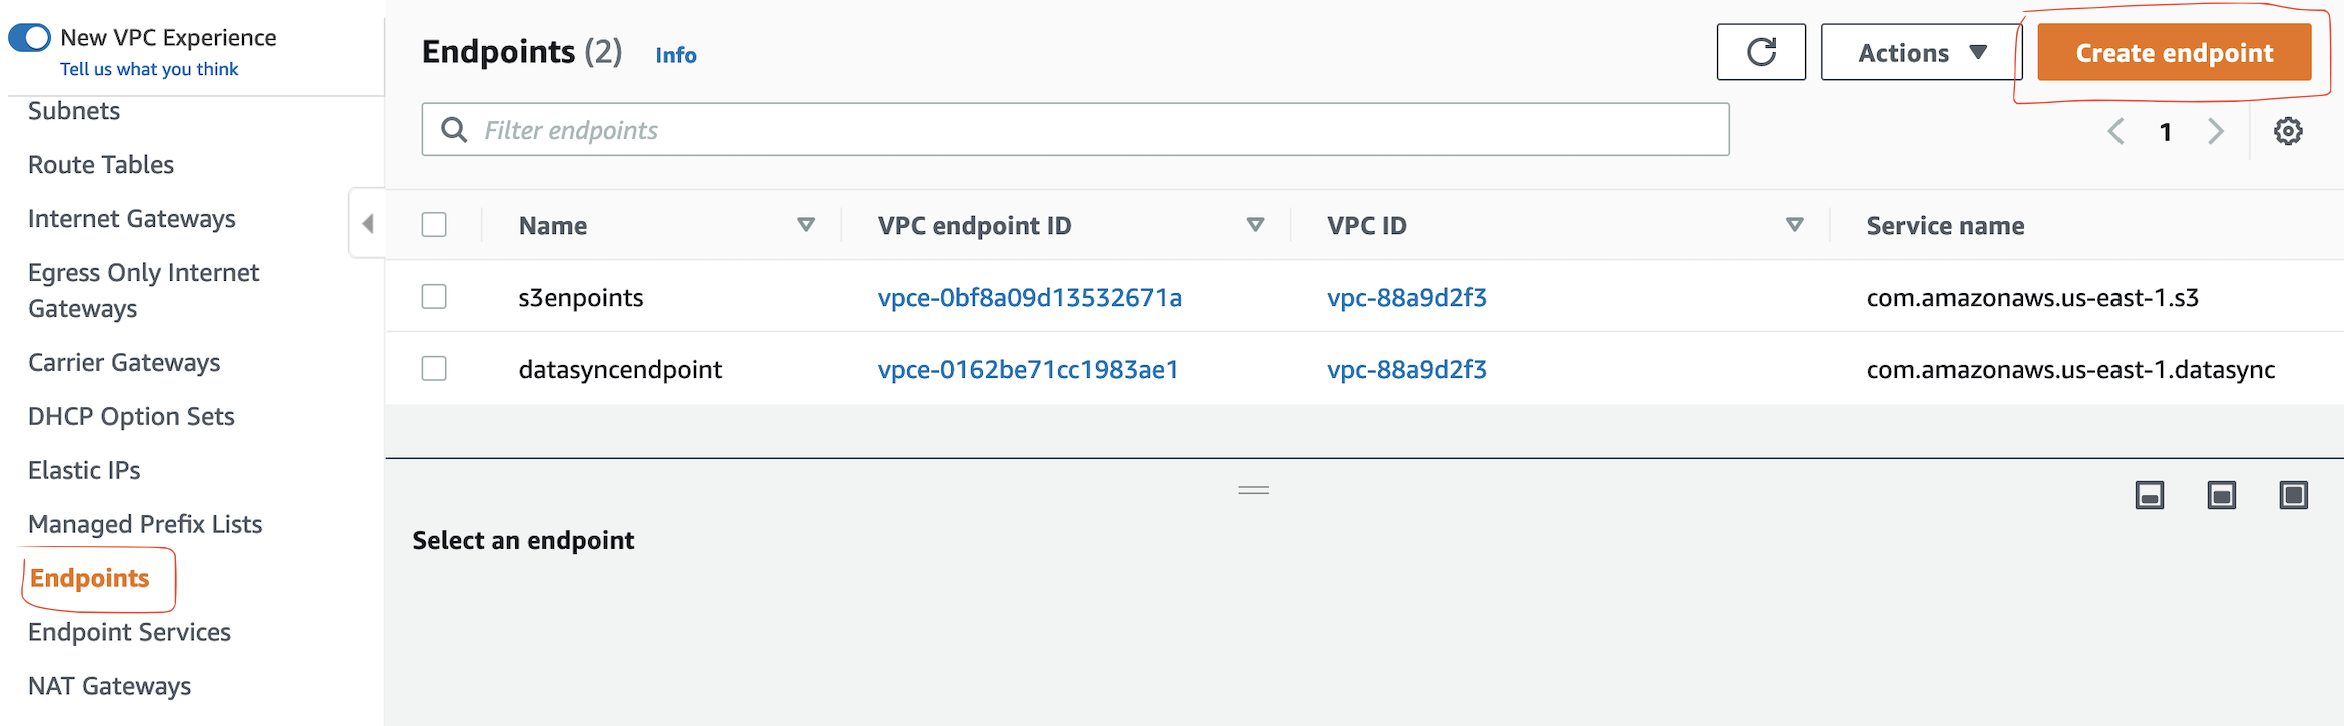 New VPC Experience
Tell us what you think
Subnets
Route Tables
Internet Gateways
Egress Only Internet
Gateways
Carrier Gateways
DHCP Option Sets
Elastic IPs
Managed Prefix Lists
Endpoints
Endpoint Services
NAT Gateways
Endpoints (2) Info
Actions
Create endpoint
Filter endpoints
1
Name VPC endpoint ID VPC ID Service name
s3enpoints vpce-0bf8a09d13532671a vpc-88a9d2f3 com.amazonaws.us-east-1.s3
datasyncendpoint vpce-0162be71cc1983ae1 vpc-88a9d2f3 com.amazonaws.us-east-1.datasync
Select an endpoint